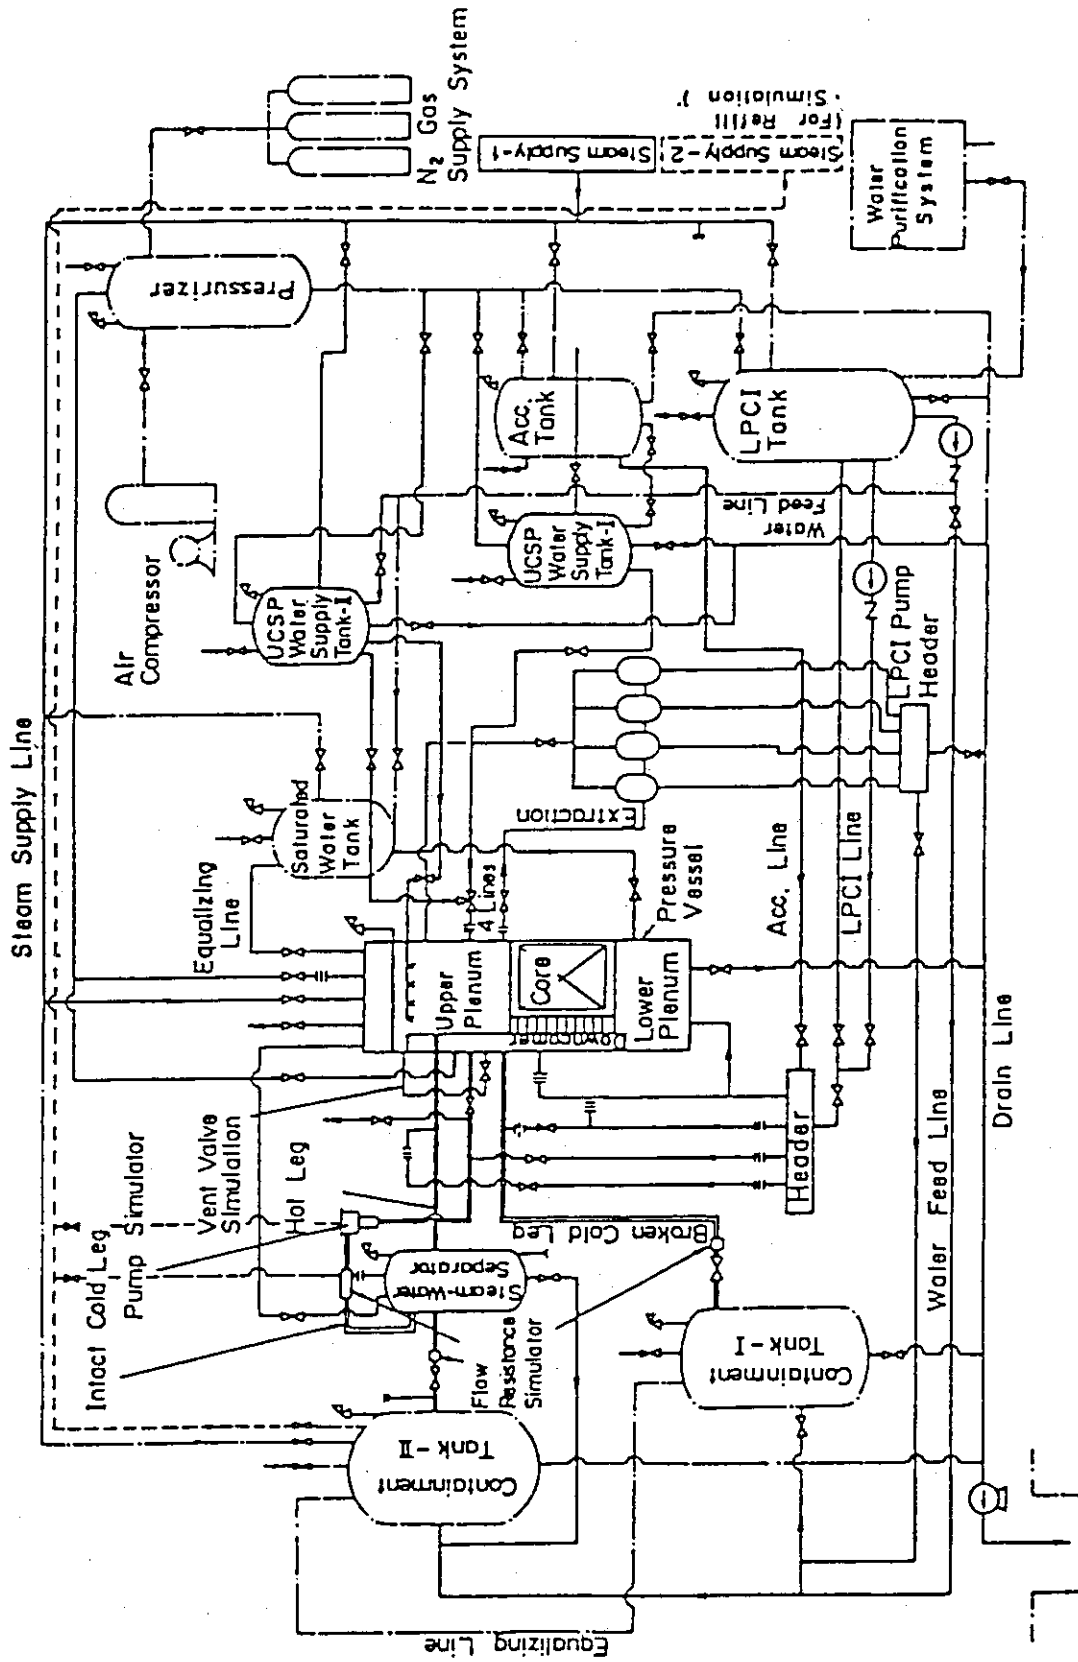 Steam Supply Line
N₂ Gas
Supply System
Steam Supply-1
Steam Supply-2
(For Refill
Simulation)
Water
Purification
System
Pressurizer
Air
Compressor
Acc.
Tank
LPCI
Tank
UCSP
Water
Supply
Tank-I
UCSP
Water
Supply
Tank-I
Water
Feed Line
LPCI Pump
Header
Saturated
Water
Tank
Equalizing
Line
Extraction
4 Lines
Pressure
Vessel
Acc. Line
LPCI Line
Upper
Plenum
Core
Downcomer
Lower
Plenum
Header
Drain Line
Water Feed Line
Vent Valve
Simulation
Hot Leg
Pump Simulator
Intact Cold Leg
Steam-Water
Separator
Broken Cold Leg
Flow
Resistance
Simulator
Containment
Tank-II
Containment
Tank-I
Equalizing Line